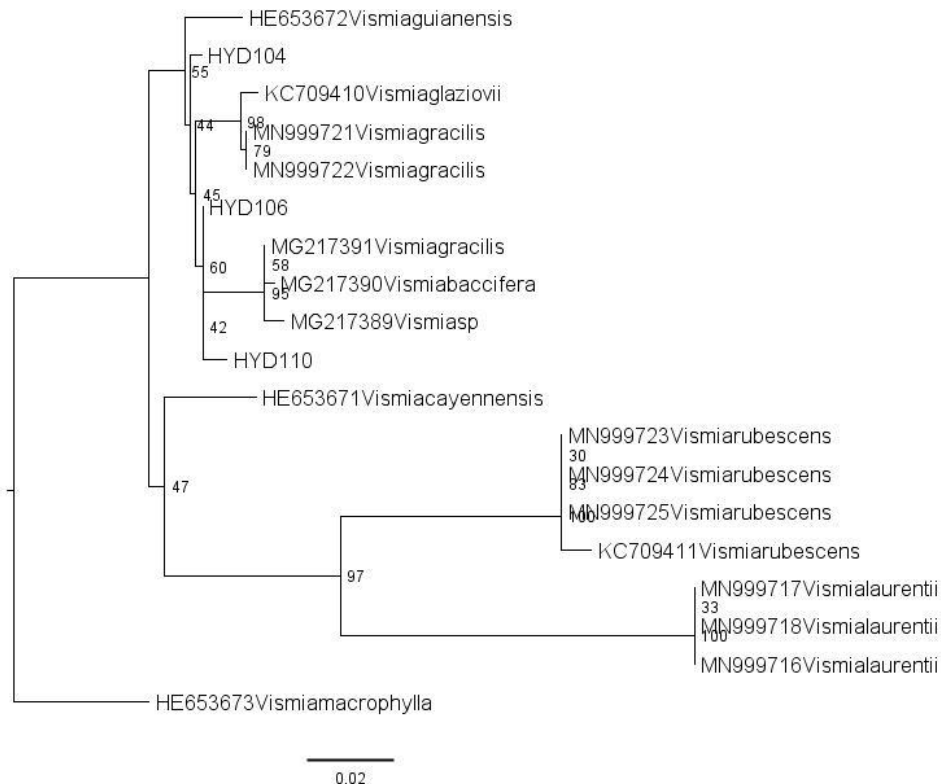 HE653672Vismiaguianensis
HYD104
55
KC709410Vismiaglaziovii
98
44
MN999721Vismiagracilis
79
MN999722Vismiagracilis
45
HYD106
MG217391Vismiagracilis
60
58
MG217390Vismiabaccifera
95
MG217389Vismiasp
42
HYD110
HE653671Vismiacayennensis
MN999723Vismiarubescens
30
MN999724Vismiarubescens
83
47
MN999725Vismiarubescens
100
KC709411Vismiarubescens
97
MN999717Vismialaurentii
33
MN999718Vismialaurentii
100
MN999716Vismialaurentii
HE653673Vismiamacrophylla
0.02